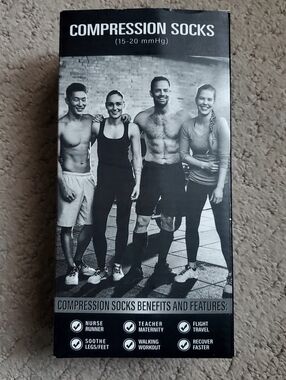 COMPRESSION SOCKS
(15-20 mmHg)
COMPRESSION SOCKS BENEFITS AND FEATURES:
NURSE
RUNNER
TEACHER
MATERNITY
FLIGHT
TRAVEL
SOOTHE
LEGS/FEET
WALKING
WORKOUT
RECOVER
FASTER